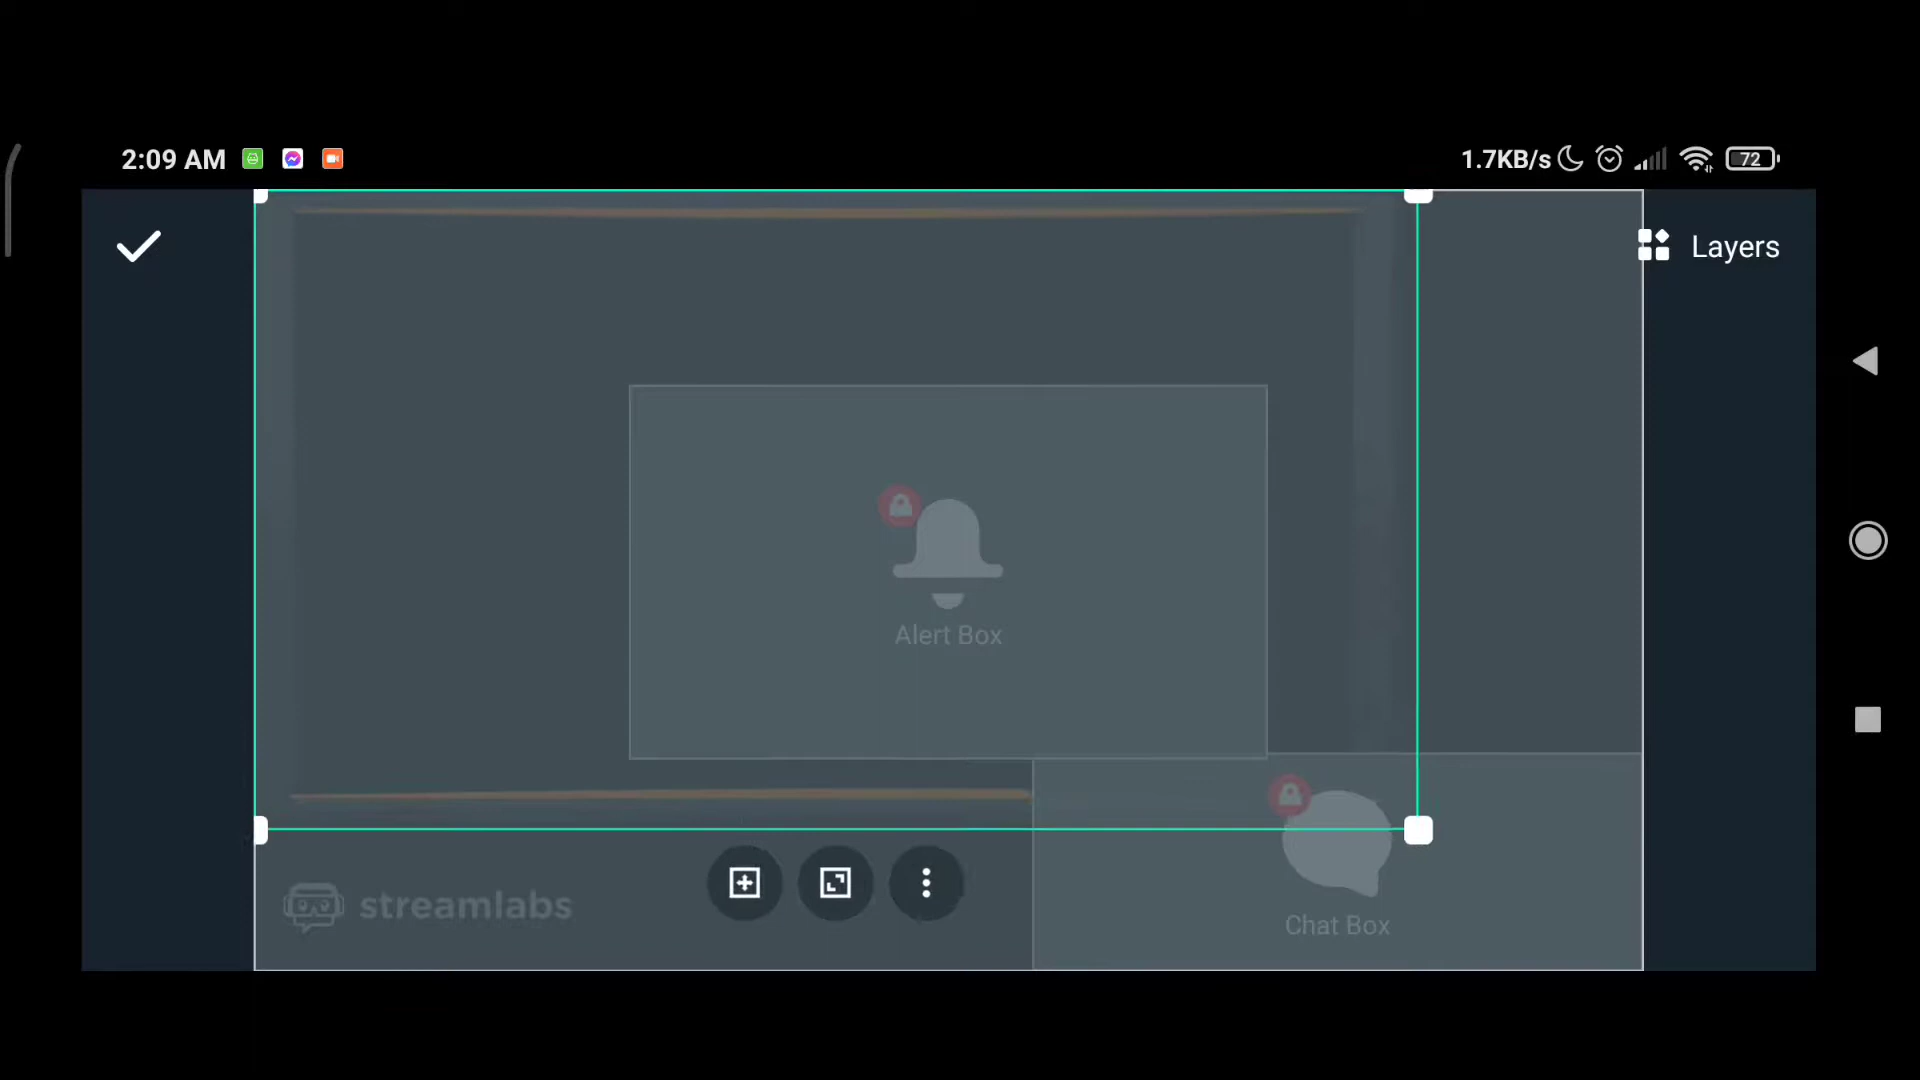 2:09 AM
1.7KB/s
72
Layers
Alert Box
streamlabs
Chat Box